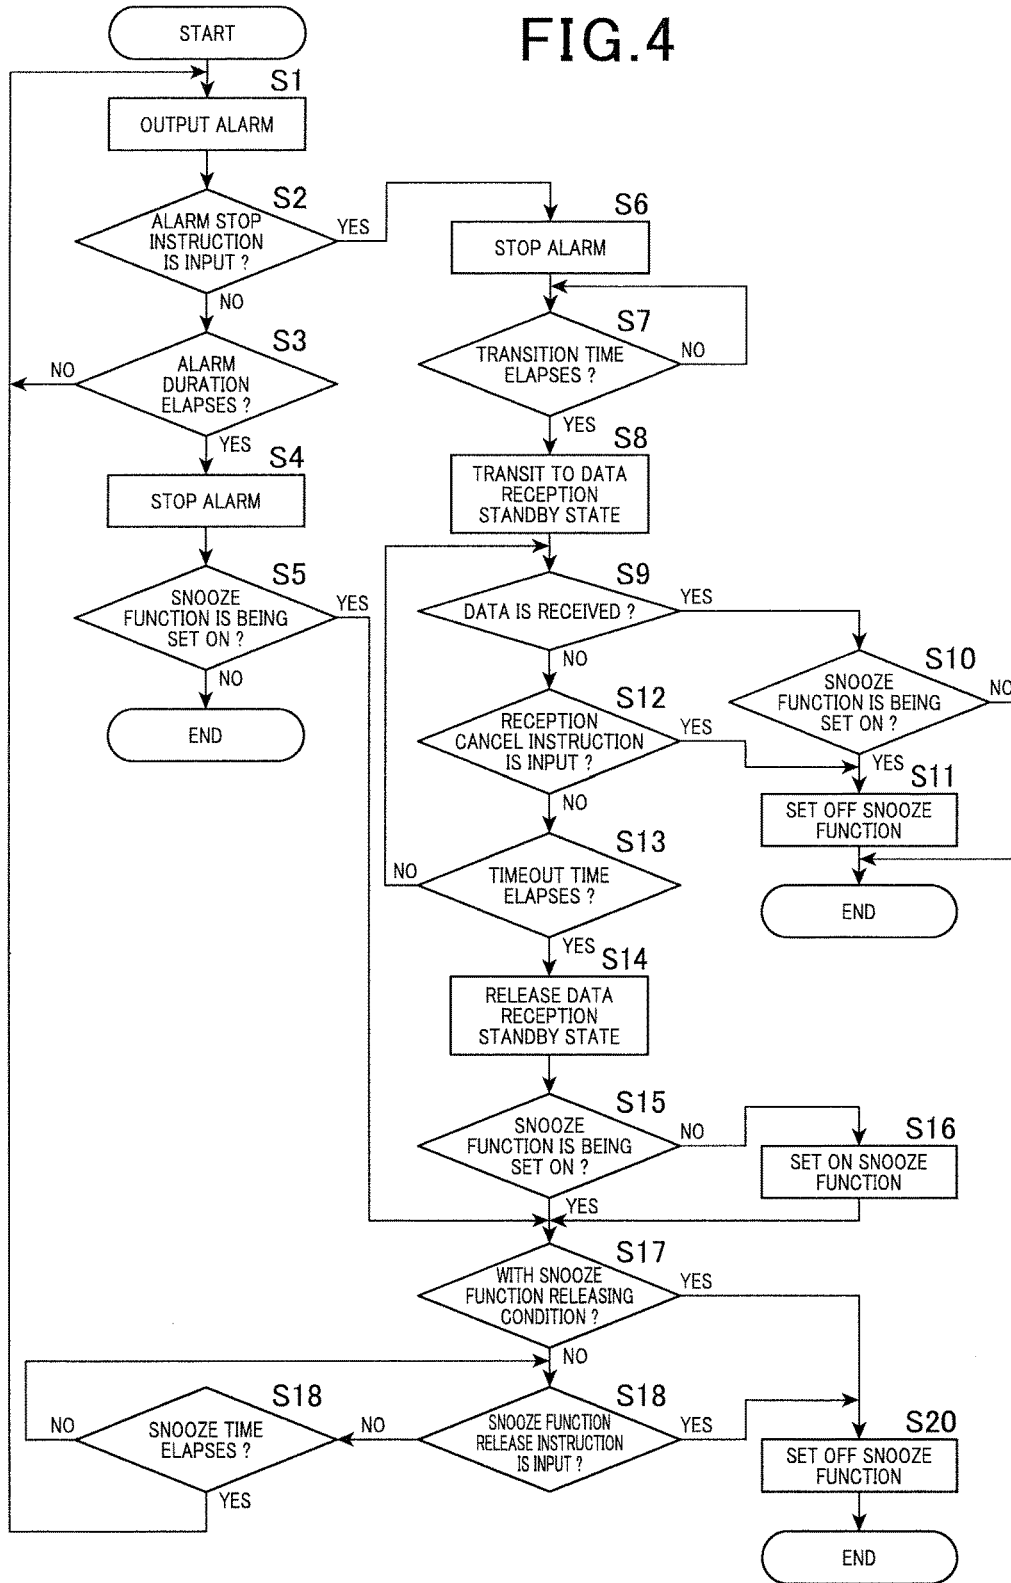 FIG.4
START
S1
OUTPUT ALARM
S2
ALARM STOP
INSTRUCTION
IS INPUT ?
YES
NO
S3
ALARM
DURATION
ELAPSES ?
NO
YES
S4
STOP ALARM
S5
SNOOZE
FUNCTION IS BEING
SET ON ?
YES
NO
END
S6
STOP ALARM
S7
TRANSITION TIME
ELAPSES ?
NO
YES
S8
TRANSIT TO DATA
RECEPTION
STANDBY STATE
S9
DATA IS RECEIVED ?
YES
NO
S10
SNOOZE
FUNCTION IS BEING
SET ON ?
NO
YES
S11
SET OFF SNOOZE
FUNCTION
END
S12
RECEPTION
CANCEL INSTRUCTION
IS INPUT ?
YES
NO
S13
TIMEOUT TIME
ELAPSES ?
NO
YES
S14
RELEASE DATA
RECEPTION
STANDBY STATE
S15
SNOOZE
FUNCTION IS BEING
SET ON ?
NO
YES
S16
SET ON SNOOZE
FUNCTION
S17
WITH SNOOZE
FUNCTION RELEASING
CONDITION ?
YES
NO
S18
SNOOZE FUNCTION
RELEASE INSTRUCTION
IS INPUT ?
YES
NO
S18
SNOOZE TIME
ELAPSES ?
NO
YES
S20
SET OFF SNOOZE
FUNCTION
END